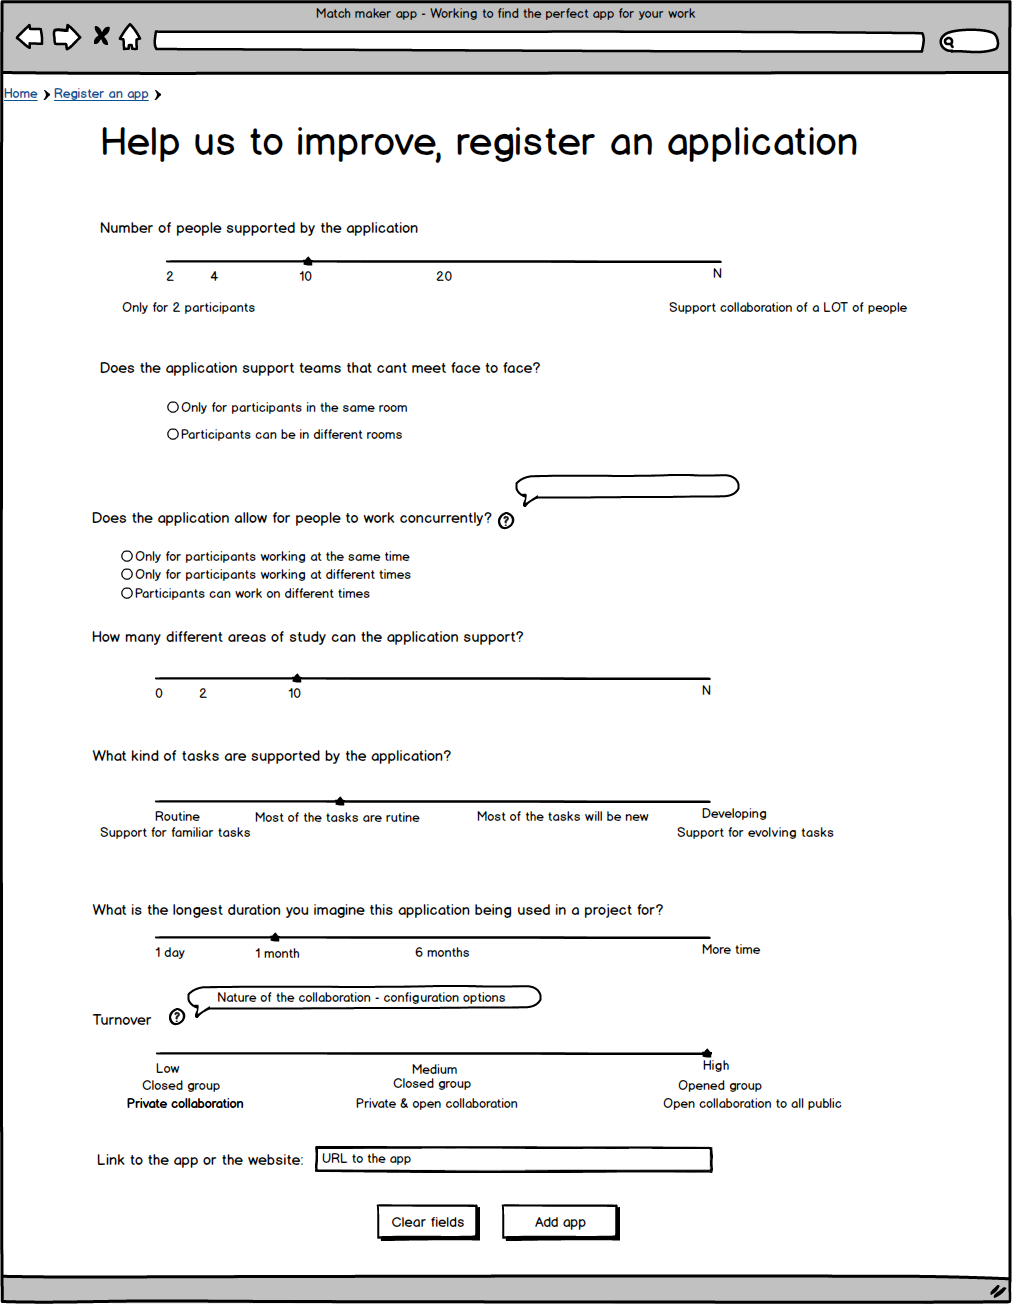 Match maker app - Working to find the perfect app for your work
Home Register an app
Help us to improve, register an application
Number of people supported by the application
2 4 10 20 N
Only for 2 participants Support collaboration of a LOT of people
Does the application support teams that cant meet face to face?
Only for participants in the same room
Participants can be in different rooms
Does the application allow for people to work concurrently? ?
Only for participants working at the same time
Only for participants working at different times
Participants can work on different times
How many different areas of study can the application support?
0 2 10 N
What kind of tasks are supported by the application?
Routine Most of the tasks are rutine Most of the tasks will be new Developing
Support for familiar tasks Support for evolving tasks
What is the longest duration you imagine this application being used in a project for?
1 day 1 month 6 months More time
Nature of the collaboration - configuration options
Turnover ?
Low Medium High
Closed group Closed group Opened group
Private collaboration Private & open collaboration Open collaboration to all public
Link to the app or the website: URL to the app
Clear fields Add app